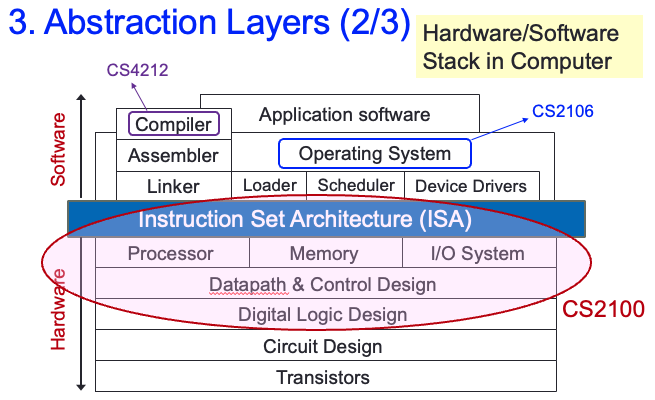 3. Abstraction Layers (2/3)
Hardware/Software
Stack in Computer
CS4212
Application software
CS2106
Compiler
Assembler
Operating System
Linker
Loader
Scheduler
Device Drivers
Software
Instruction Set Architecture (ISA)
Processor
Memory
I/O System
Datapath & Control Design
Digital Logic Design
CS2100
Hardware
Circuit Design
Transistors